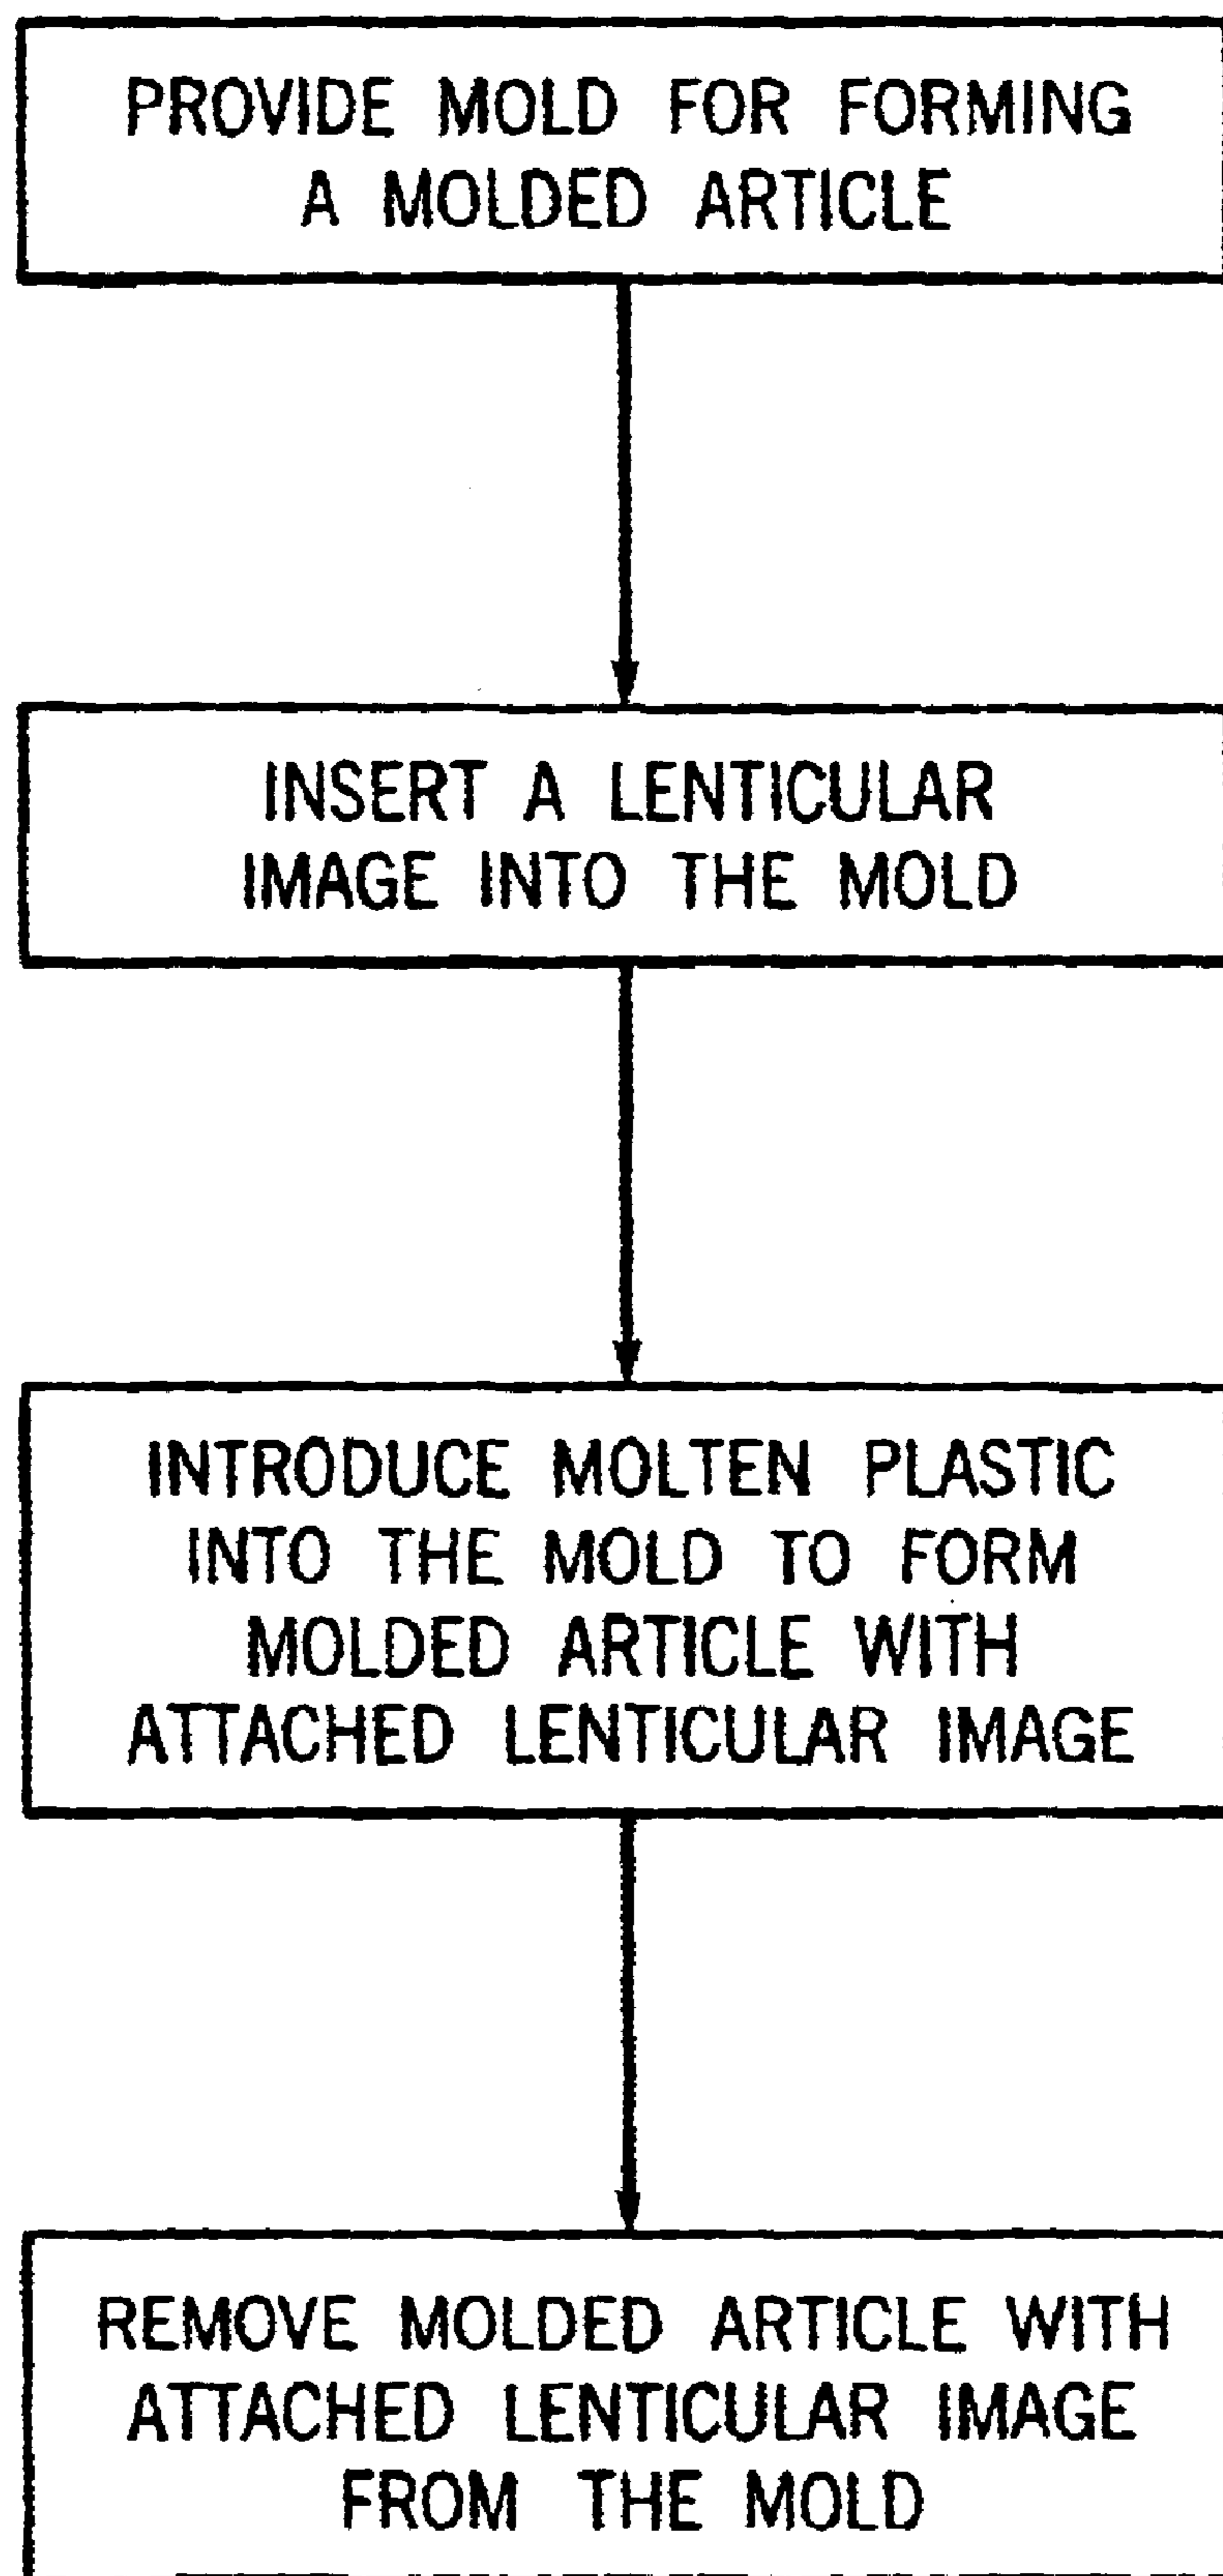 PROVIDE MOLD FOR FORMING
A MOLDED ARTICLE
INSERT A LENTICULAR
IMAGE INTO THE MOLD
INTRODUCE MOLTEN PLASTIC
INTO THE MOLD TO FORM
MOLDED ARTICLE WITH
ATTACHED LENTICULAR IMAGE
REMOVE MOLDED ARTICLE WITH
ATTACHED LENTICULAR IMAGE
FROM THE MOLD